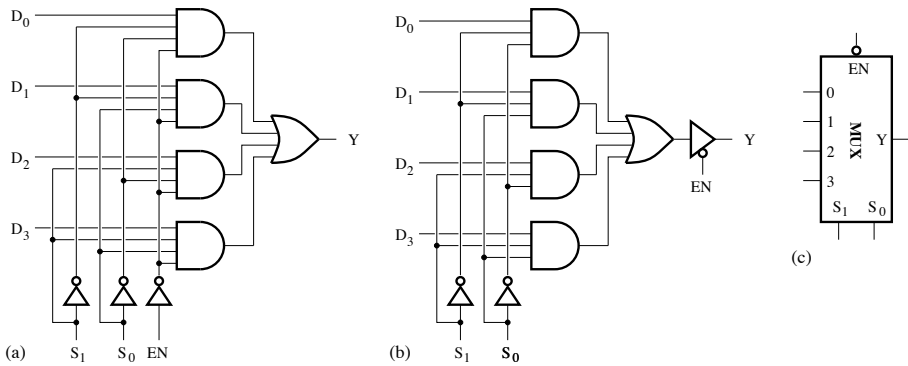 D0
D1
D2
D3
Y
S1 S0 EN
(a)
D0
D1
D2
D3
Y
EN
S1 S0
(b)
EN
0
1
2
3
MUX
Y
S1 S0
(c)